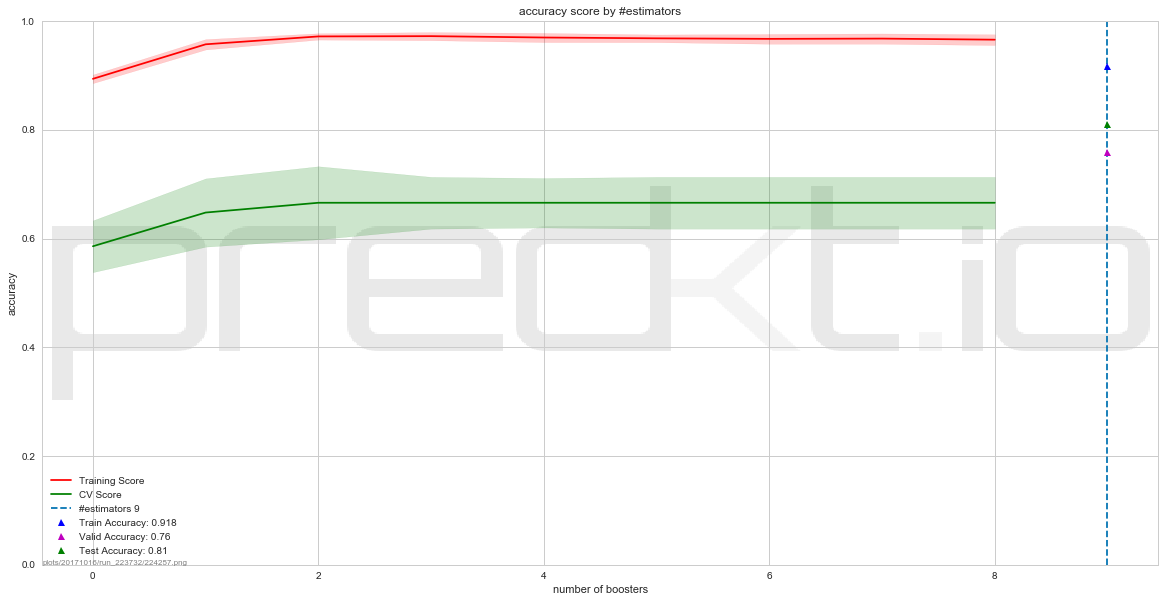 accuracy score by #estimators
1.0
0.8
0.6
0.4
0.2
0.0
accuracy
predkt.io
Training Score
CV Score
#estimators 9
Train Accuracy: 0.918
Valid Accuracy: 0.76
Test Accuracy: 0.81
plots/20171016/run_223732/224257.png
0 2 4 6 8
number of boosters